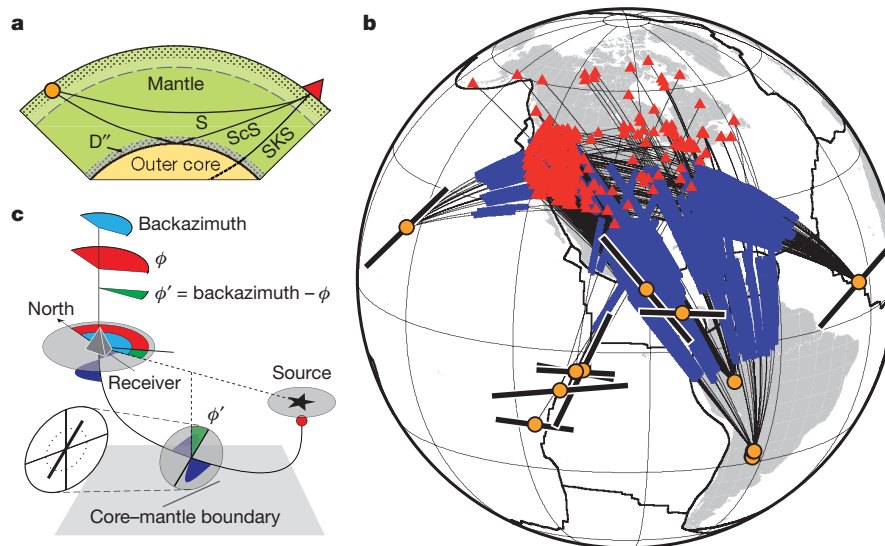 a
Mantle
S
ScS
SKS
D″
Outer core
b
c
Backazimuth
ϕ
ϕ′ = backazimuth – ϕ
North
Receiver
Source
ϕ′
Core–mantle boundary